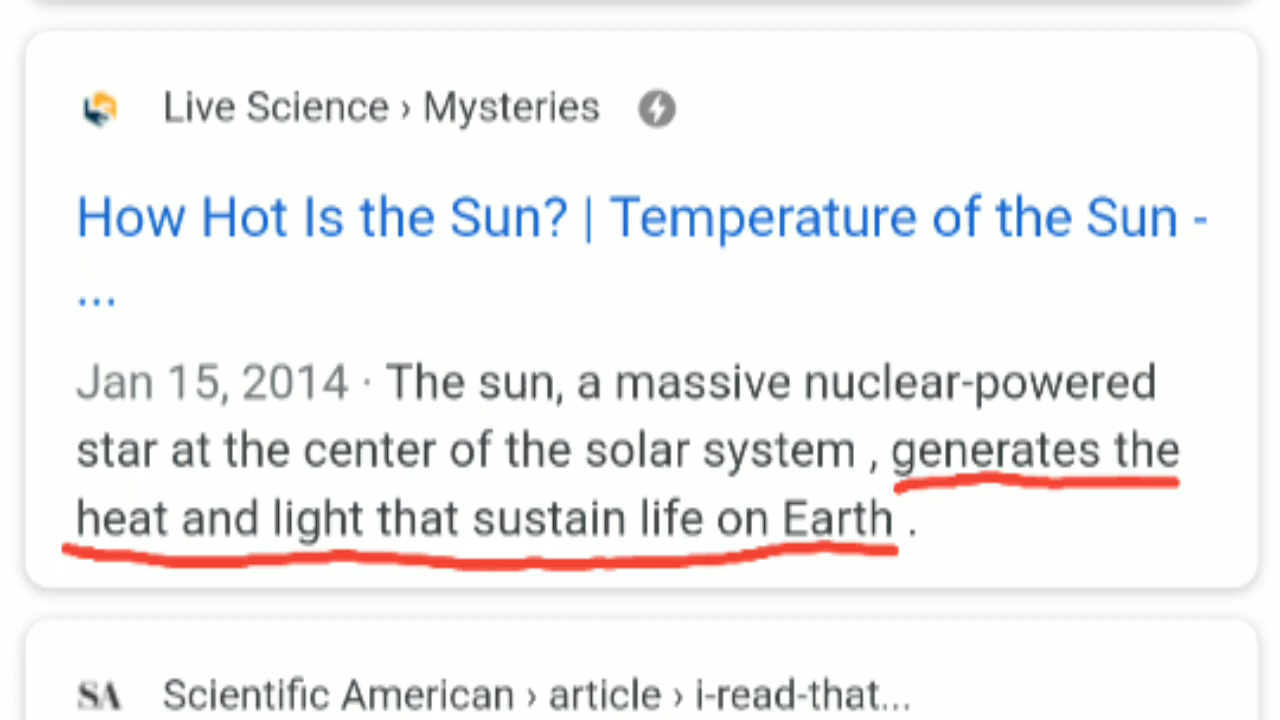 Live Science › Mysteries
How Hot Is the Sun? | Temperature of the Sun -
...
Jan 15, 2014 · The sun, a massive nuclear-powered
star at the center of the solar system , generates the
heat and light that sustain life on Earth .
SA Scientific American › article › i-read-that...